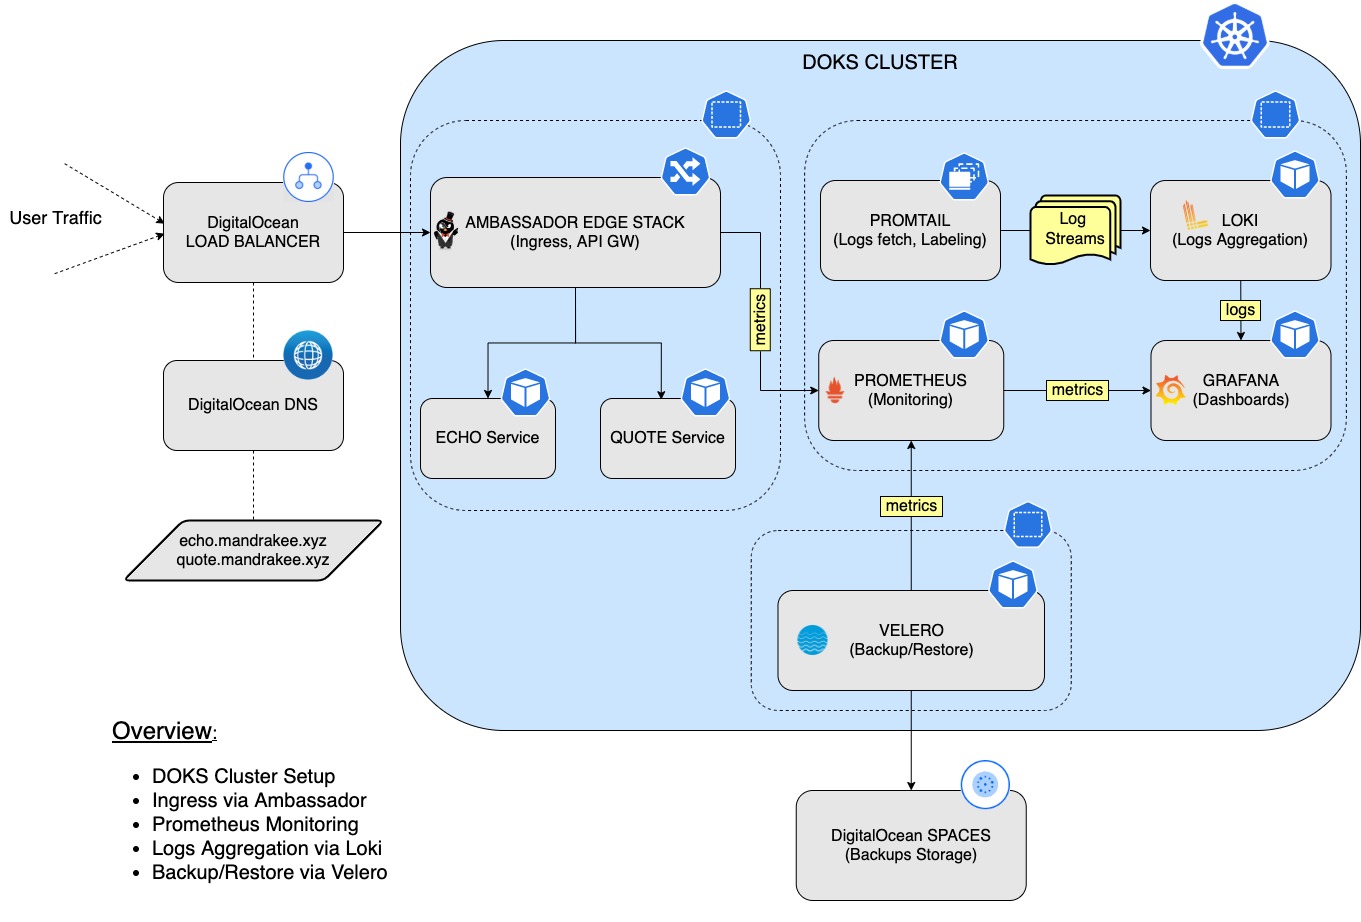 DOKS CLUSTER
User Traffic
DigitalOcean
LOAD BALANCER
AMBASSADOR EDGE STACK
(Ingress, API GW)
PROMTAIL
(Logs fetch, Labeling)
Log
Streams
LOKI
(Logs Aggregation)
metrics
logs
DigitalOcean DNS
ECHO Service
QUOTE Service
PROMETHEUS
(Monitoring)
metrics
GRAFANA
(Dashboards)
metrics
echo.mandrakee.xyz
quote.mandrakee.xyz
VELERO
(Backup/Restore)
Overview:
• DOKS Cluster Setup
• Ingress via Ambassador
• Prometheus Monitoring
• Logs Aggregation via Loki
• Backup/Restore via Velero
DigitalOcean SPACES
(Backups Storage)